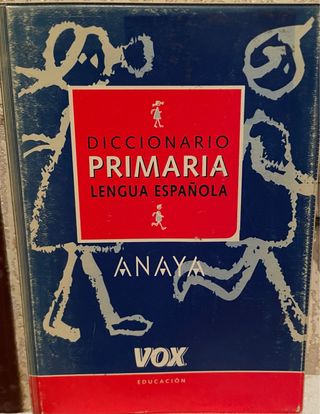 DICCIONARIO
PRIMARIA
LENGUA ESPAÑOLA
ANAYA
VOX
EDUCACIÓN